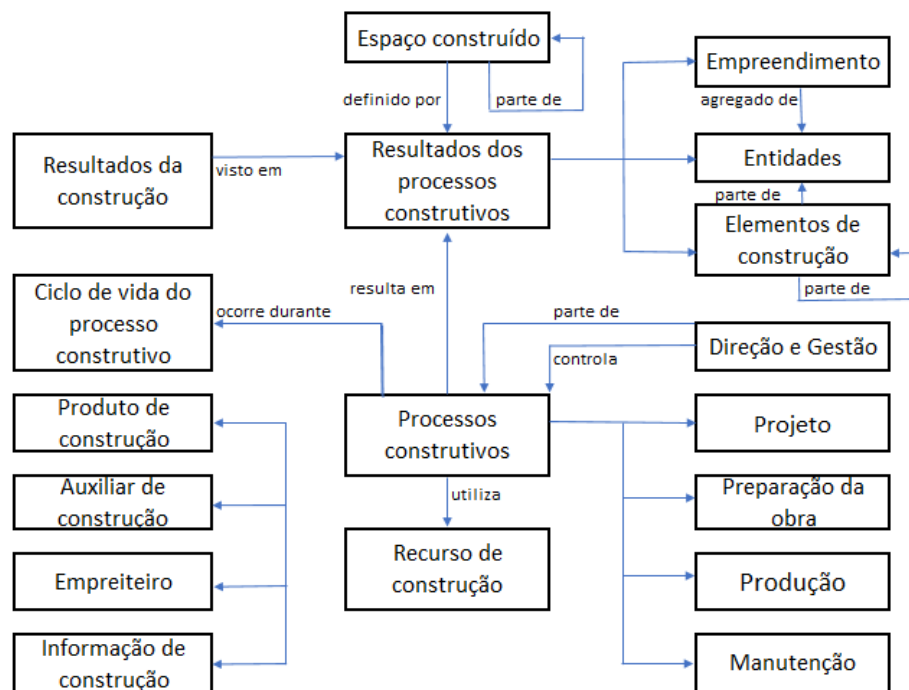 Espaço construído
definido por
parte de
Empreendimento
agregado de
Resultados da
construção
visto em
Resultados dos
processos
construtivos
Entidades
parte de
Elementos de
construção
parte de
Ciclo de vida do
processo
construtivo
ocorre durante
resulta em
parte de
controla
Direção e Gestão
Produto de
construção
Processos
construtivos
Projeto
Auxiliar de
construção
utiliza
Preparação da
obra
Empreiteiro
Recurso de
construção
Produção
Informação de
construção
Manutenção